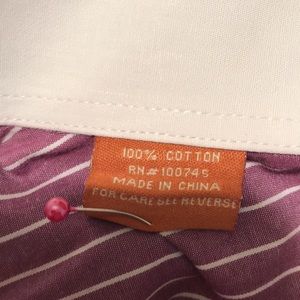 100% COTTON
RN# 100745
MADE IN CHINA
FOR CARE SEE REVERSE